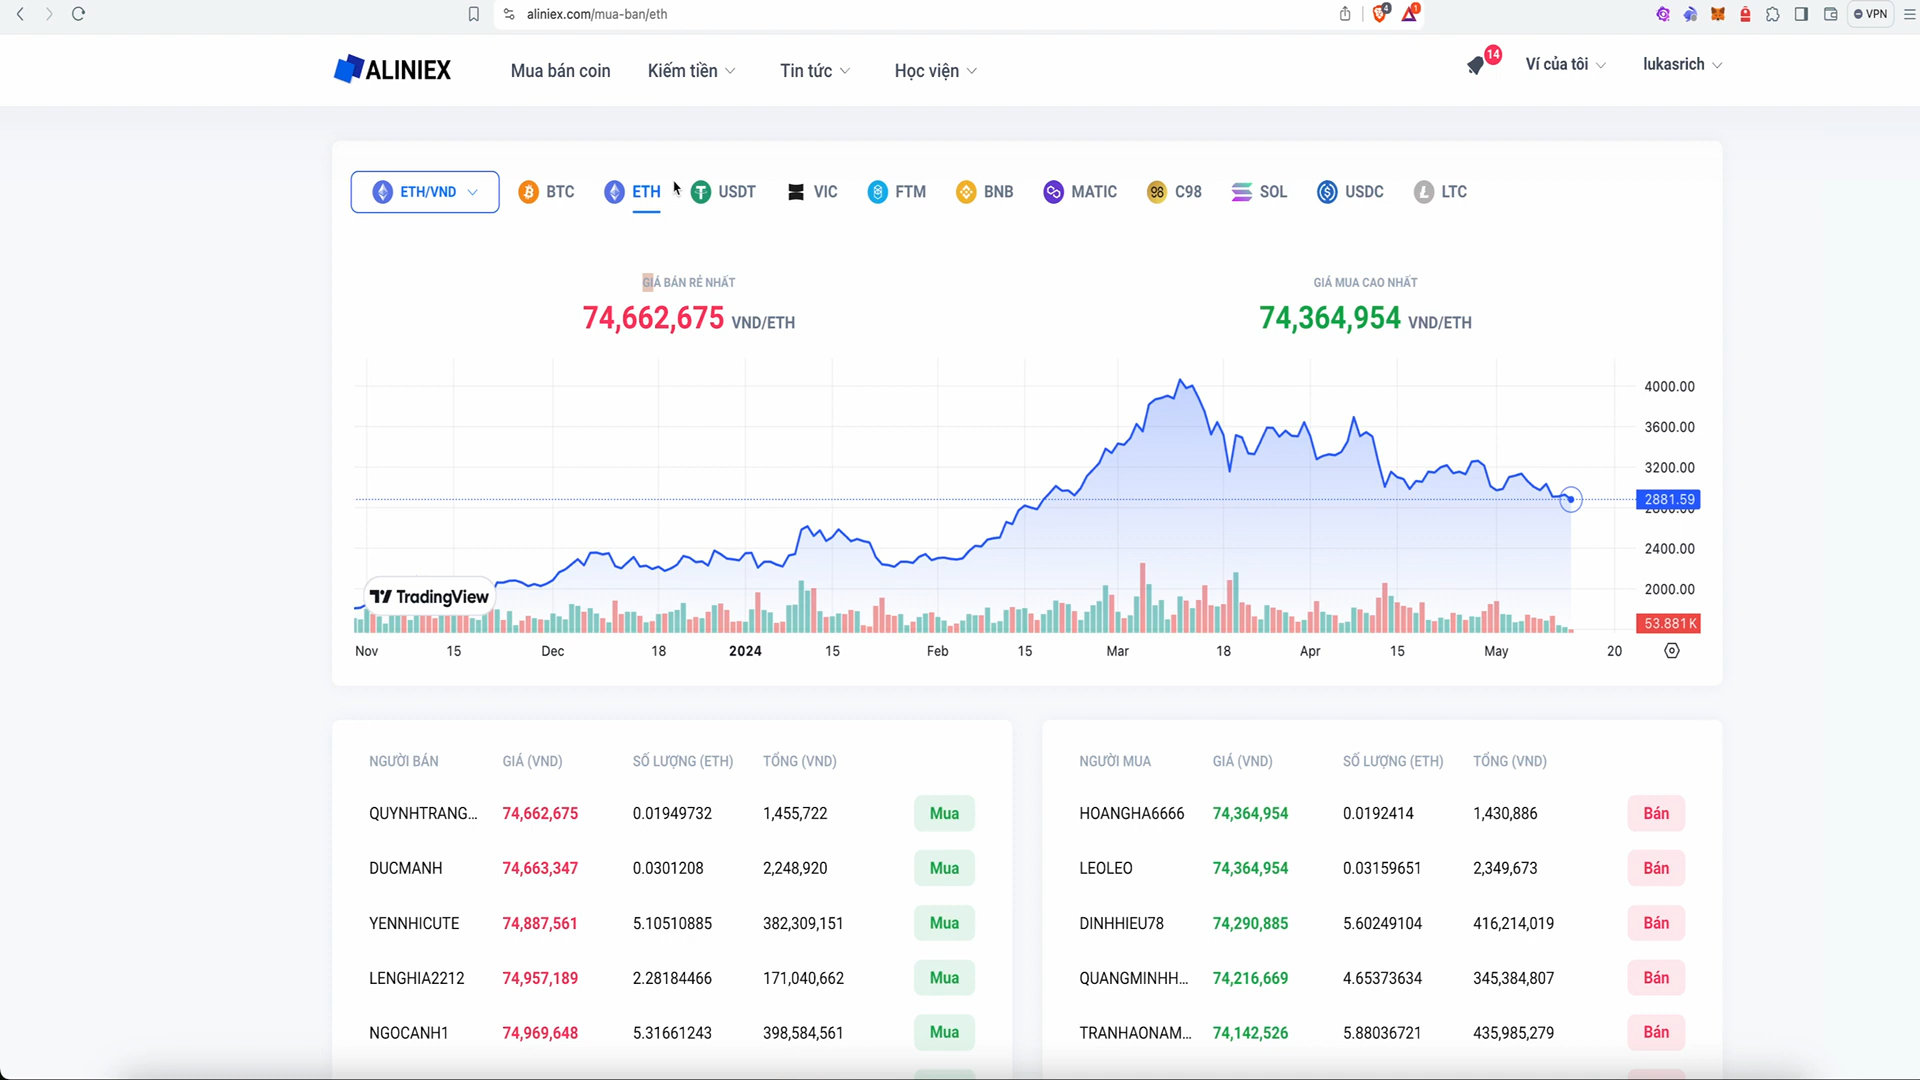 aliniex.com/mua-ban/eth
4
1
VPN
ALINIEX
Mua bán coin
Kiếm tiền
Tin tức
Học viện
14
Ví của tôi
lukasrich
ETH/VND
BTC
ETH
USDT
VIC
FTM
BNB
MATIC
98
C98
SOL
USDC
LTC
GIÁ BÁN RẺ NHẤT
74,662,675 VND/ETH
GIÁ MUA CAO NHẤT
74,364,954 VND/ETH
4000.00
3600.00
3200.00
2881.59
2800.00
2400.00
2000.00
53.881K
TradingView
Nov 15 Dec 18 2024 15 Feb 15 Mar 18 Apr 15 May 20
NGƯỜI BÁN GIÁ (VND) SỐ LƯỢNG (ETH) TỔNG (VND)
QUYNHTRANG... 74,662,675 0.01949732 1,455,722 Mua
DUCMANH 74,663,347 0.0301208 2,248,920 Mua
YENNHICUTE 74,887,561 5.10510885 382,309,151 Mua
LENGHIA2212 74,957,189 2.28184466 171,040,662 Mua
NGOCANH1 74,969,648 5.31661243 398,584,561 Mua
NGƯỜI MUA GIÁ (VND) SỐ LƯỢNG (ETH) TỔNG (VND)
HOANGHA6666 74,364,954 0.0192414 1,430,886 Bán
LEOLEO 74,364,954 0.03159651 2,349,673 Bán
DINHHIEU78 74,290,885 5.60249104 416,214,019 Bán
QUANGMINHH... 74,216,669 4.65373634 345,384,807 Bán
TRANHAONAM... 74,142,526 5.88036721 435,985,279 Bán